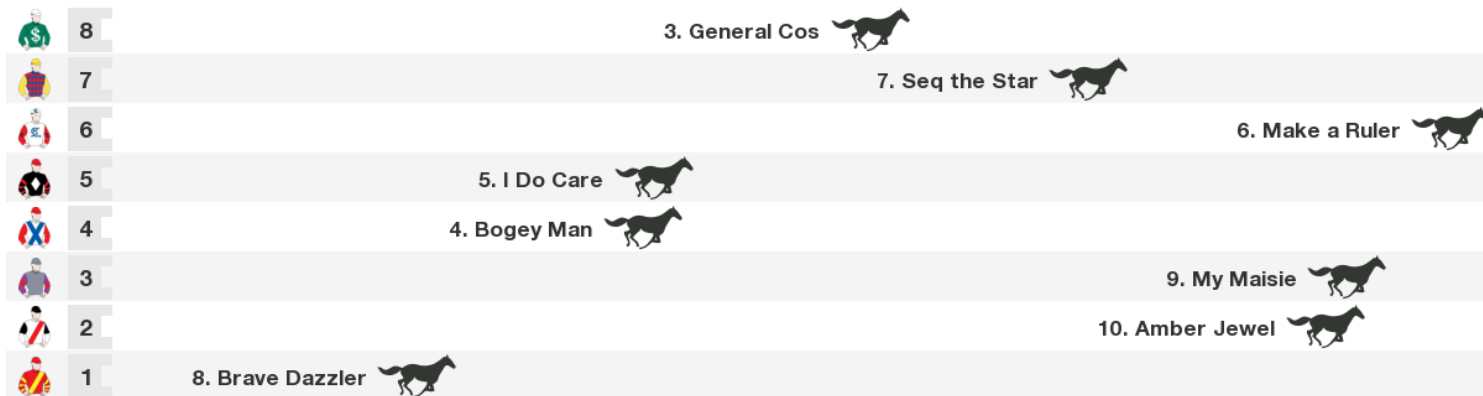 8 3. General Cos
7 7. Seq the Star
6 6. Make a Ruler
5 5. I Do Care
4 4. Bogey Man
3 9. My Maisie
2 10. Amber Jewel
1 8. Brave Dazzler